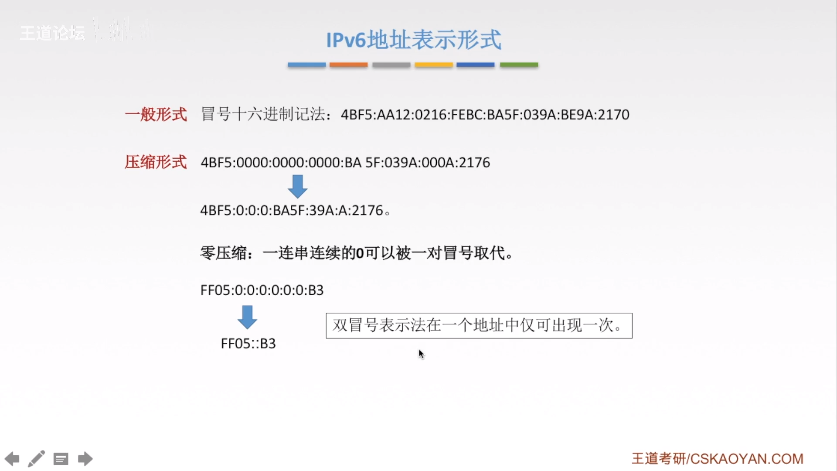 王道论坛
IPv6地址表示形式
一般形式 冒号十六进制记法：4BF5:AA12:0216:FEBC:BA5F:039A:BE9A:2170
压缩形式 4BF5:0000:0000:0000:BA 5F:039A:000A:2176
4BF5:0:0:0:BA5F:39A:A:2176。
零压缩：一连串连续的0可以被一对冒号取代。
FF05:0:0:0:0:0:0:B3
双冒号表示法在一个地址中仅可出现一次。
FF05::B3
王道考研/CSKAOYAN.COM